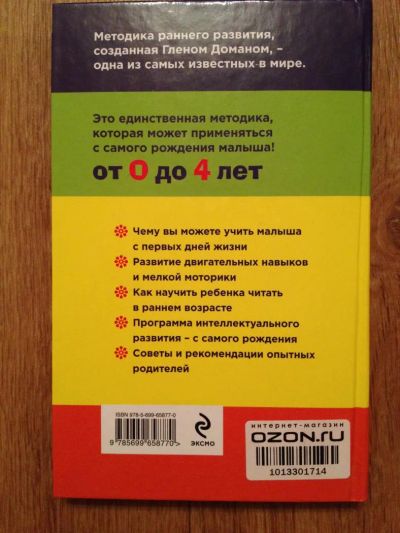 Методика раннего развития,
созданная Гленом Доманом, –
одна из самых известных в мире.
Это единственная методика,
которая может применяться
с самого рождения малыша!
от 0 до 4 лет
Чему вы можете учить малыша
с первых дней жизни
Развитие двигательных навыков
и мелкой моторики
Как научить ребенка читать
в раннем возрасте
Программа интеллектуального
развития – с самого рождения
Советы и рекомендации опытных
родителей
ISBN 978-5-699-65877-0
9 785699 658770 >
ЭКСМО
интернет-магазин
OZON.ru
1013301714